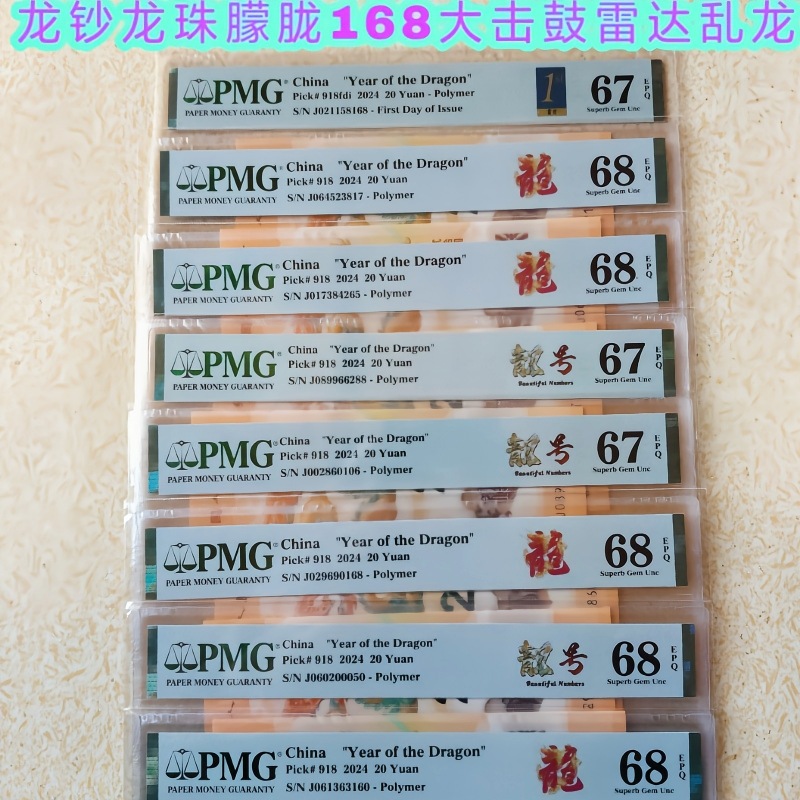 龙钞龙珠朦胧168大击鼓雷达乱龙
PMG
PAPER MONEY GUARANTY
China "Year of the Dragon"
Pick# 918fdi 2024 20 Yuan - Polymer
S/N J021158168 - First Day of Issue
1
67 EPQ
Superb Gem Unc
PMG
PAPER MONEY GUARANTY
China "Year of the Dragon"
Pick# 918 2024 20 Yuan
S/N J064523817 - Polymer
龍
68 EPQ
Superb Gem Unc
PMG
PAPER MONEY GUARANTY
China "Year of the Dragon"
Pick# 918 2024 20 Yuan
S/N J017384265 - Polymer
龍
68 EPQ
Superb Gem Unc
PMG
PAPER MONEY GUARANTY
China "Year of the Dragon"
Pick# 918 2024 20 Yuan
S/N J089966288 - Polymer
靓号
Beautiful Numbers
67 EPQ
Superb Gem Unc
PMG
PAPER MONEY GUARANTY
China "Year of the Dragon"
Pick# 918 2024 20 Yuan
S/N J002860106 - Polymer
靓号
Beautiful Numbers
67 EPQ
Superb Gem Unc
PMG
PAPER MONEY GUARANTY
China "Year of the Dragon"
Pick# 918 2024 20 Yuan
S/N J029690168 - Polymer
龍
68 EPQ
Superb Gem Unc
PMG
PAPER MONEY GUARANTY
China "Year of the Dragon"
Pick# 918 2024 20 Yuan
S/N J060200050 - Polymer
靓号
Beautiful Numbers
68 EPQ
Superb Gem Unc
PMG
PAPER MONEY GUARANTY
China "Year of the Dragon"
Pick# 918 2024 20 Yuan
S/N J061363160 - Polymer
龍
68 EPQ
Superb Gem Unc